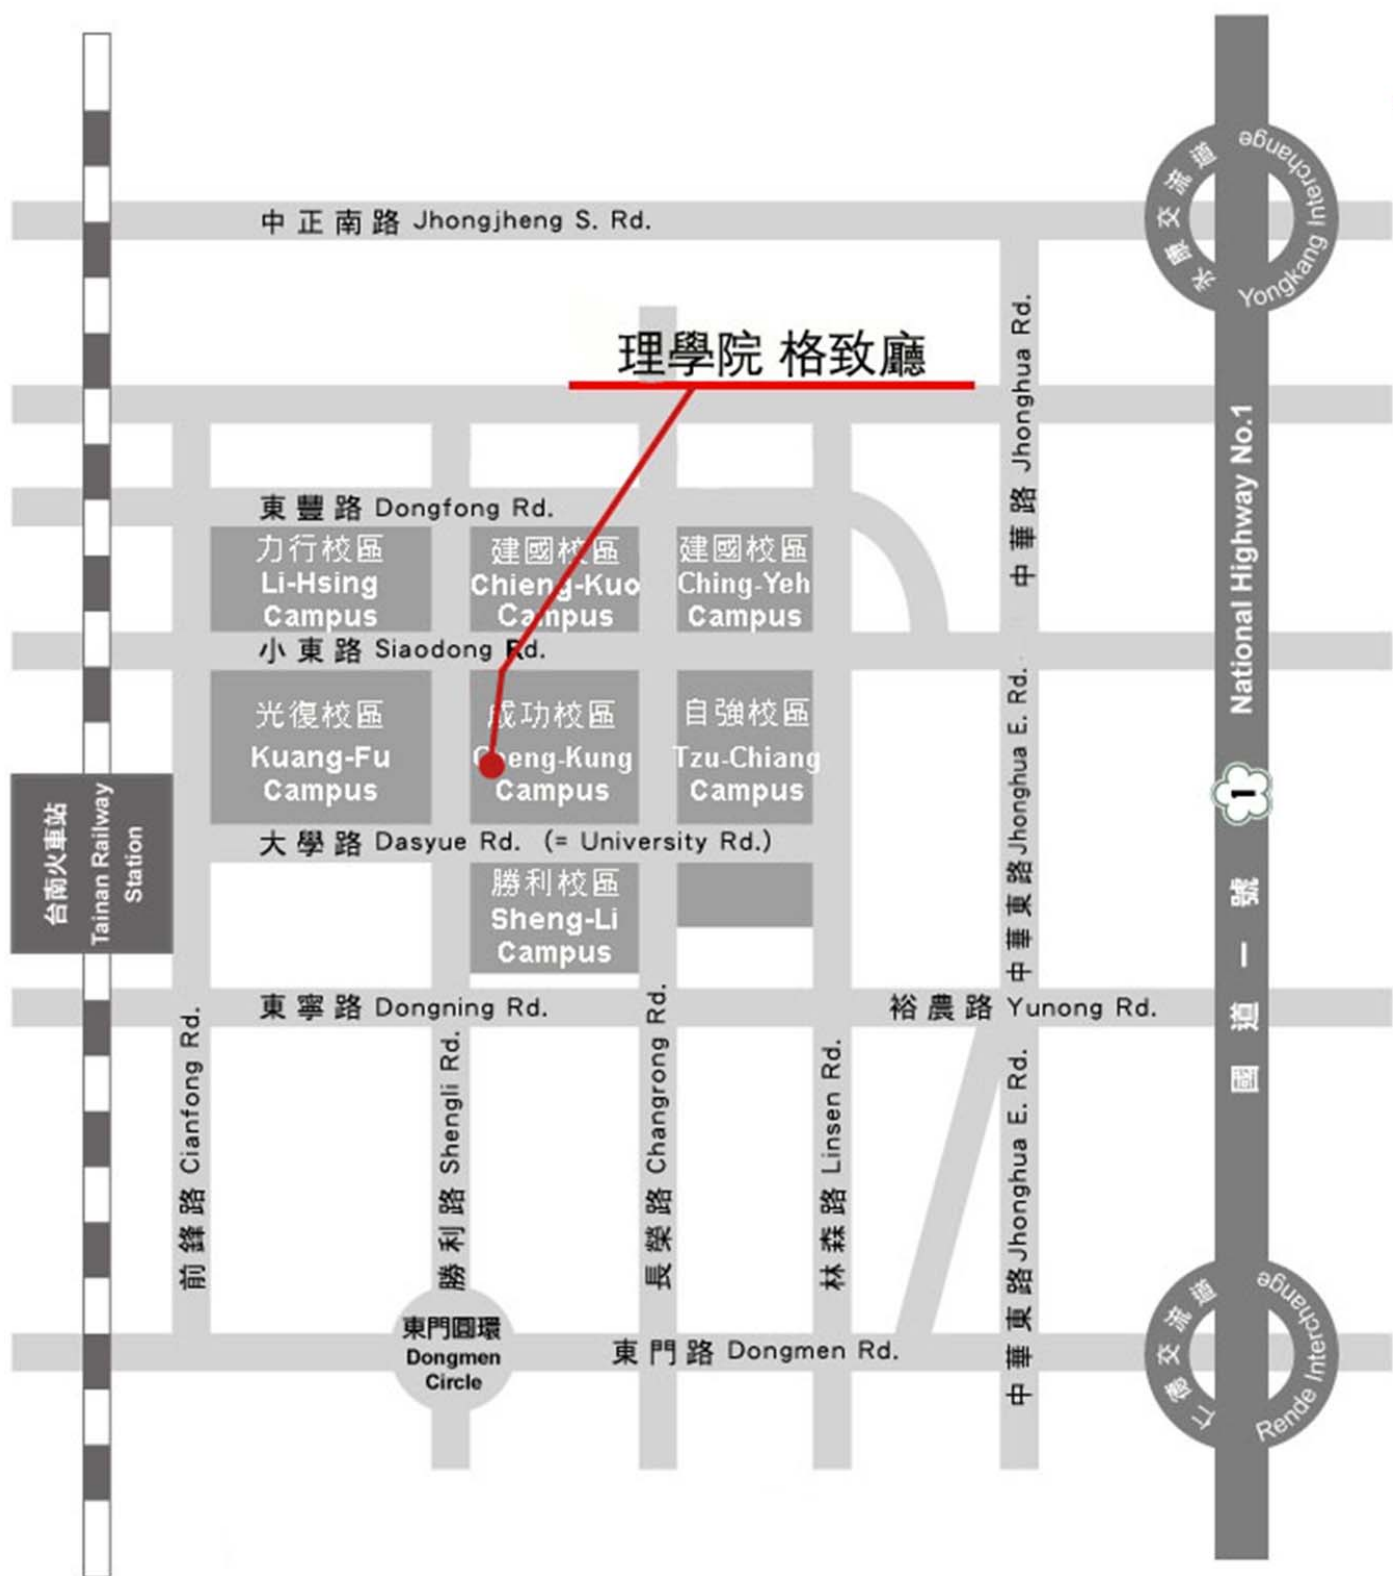 永康交流道
Yongkang Interchange
中正南路 Jhongjheng S. Rd.
理學院 格致廳
中華路 Jhonghua Rd.
National Highway No.1
東豐路 Dongfong Rd.
力行校區
Li-Hsing
Campus
建國校區
Chieng-Kuo
Campus
建國校區
Ching-Yeh
Campus
小東路 Siaodong Rd.
光復校區
Kuang-Fu
Campus
成功校區
Cheng-Kung
Campus
自強校區
Tzu-Chiang
Campus
中華東路 Jhonghua E. Rd.
1
國道一號
台南火車站
Tainan Railway
Station
大學路 Dasyue Rd. (= University Rd.)
勝利校區
Sheng-Li
Campus
東寧路 Dongning Rd.
裕農路 Yunong Rd.
前鋒路 Cianfong Rd.
勝利路 Shengli Rd.
長榮路 Changrong Rd.
林森路 Linsen Rd.
中華東路 Jhonghua E. Rd.
東門圓環
Dongmen
Circle
東門路 Dongmen Rd.
仁德交流道
Rende Interchange